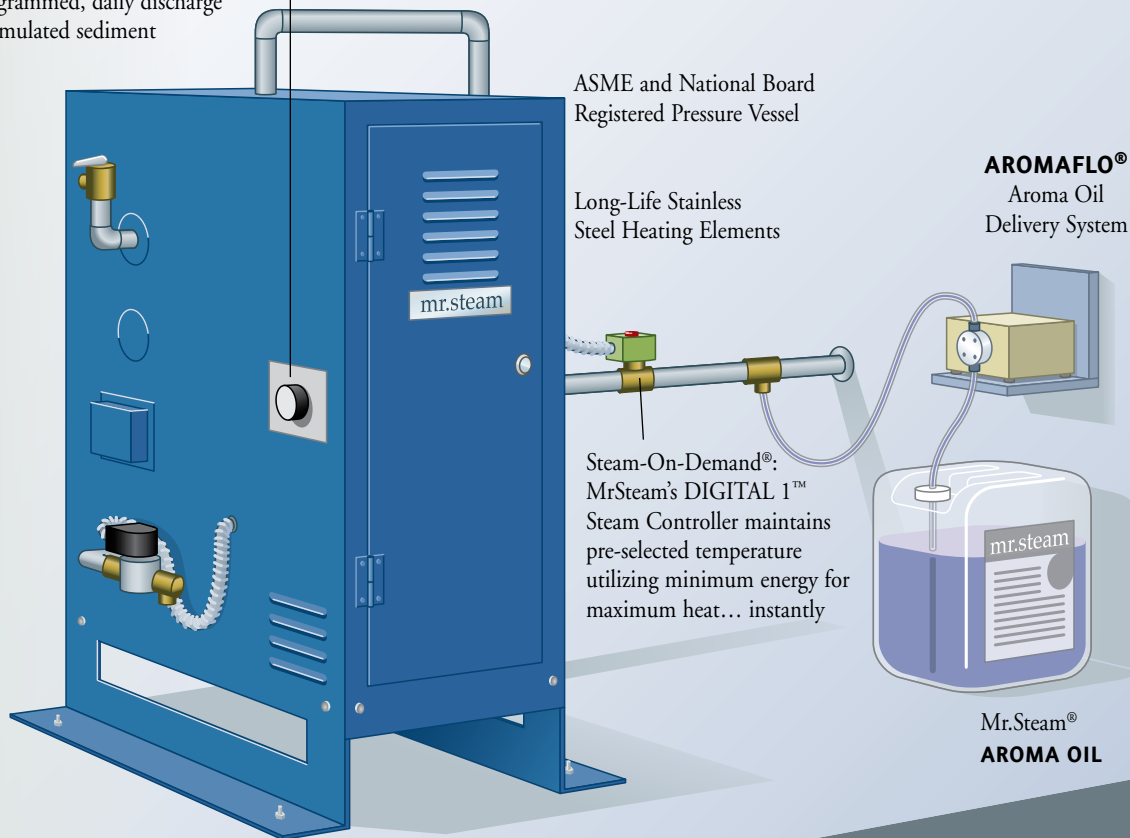 daily discharge
sediment
ASME and National Board
Registered Pressure Vessel
Long-Life Stainless
Steel Heating Elements
AROMAFLO®
Aroma Oil
Delivery System
mr.steam
Steam-On-Demand®:
MrSteam’s DIGITAL 1™
Steam Controller maintains
pre-selected temperature
utilizing minimum energy for
maximum heat… instantly
mr.steam
Mr.Steam®
AROMA OIL